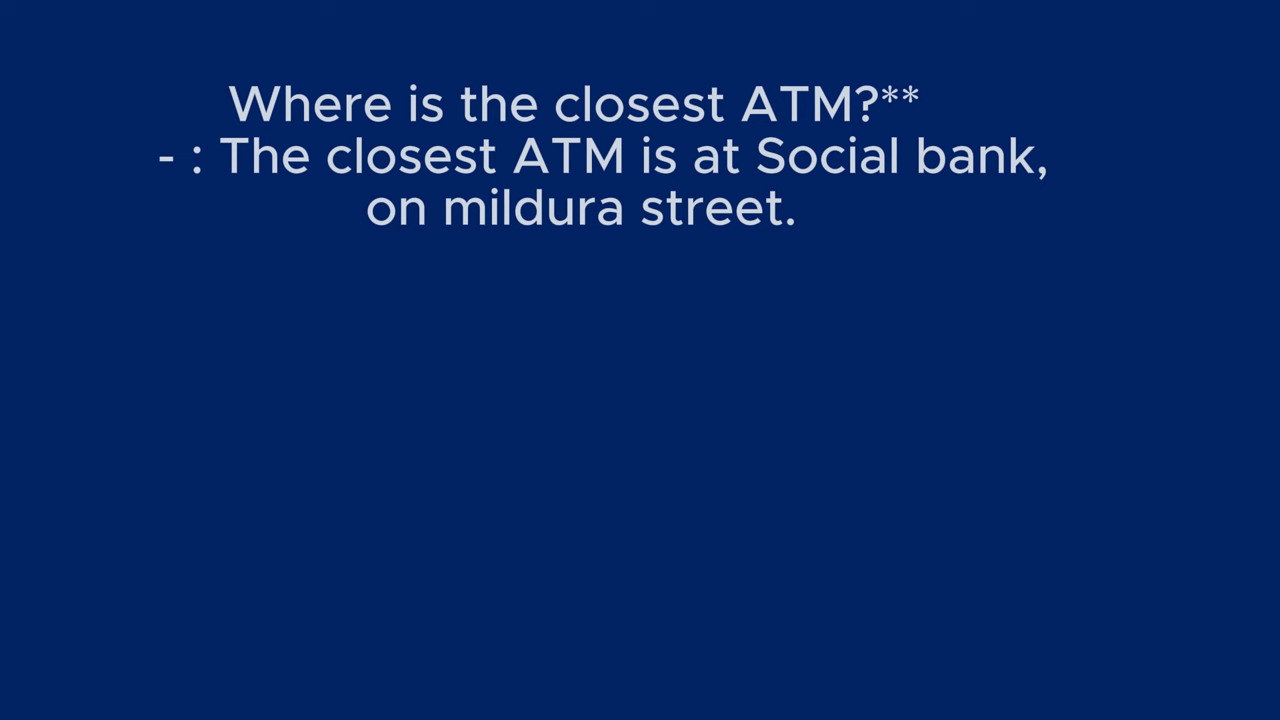 Where is the closest ATM?**
- : The closest ATM is at Social bank,
on mildura street.